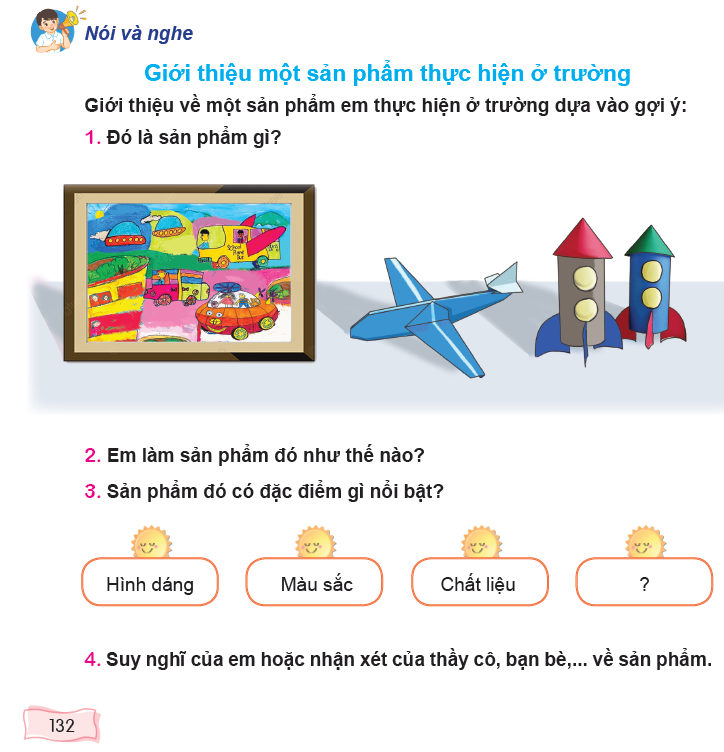 Nói và nghe
Giới thiệu một sản phẩm thực hiện ở trường
Giới thiệu về một sản phẩm em thực hiện ở trường dựa vào gợi ý:
1. Đó là sản phẩm gì?
2. Em làm sản phẩm đó như thế nào?
3. Sản phẩm đó có đặc điểm gì nổi bật?
Hình dáng
Màu sắc
Chất liệu
?
4. Suy nghĩ của em hoặc nhận xét của thầy cô, bạn bè,... về sản phẩm.
132